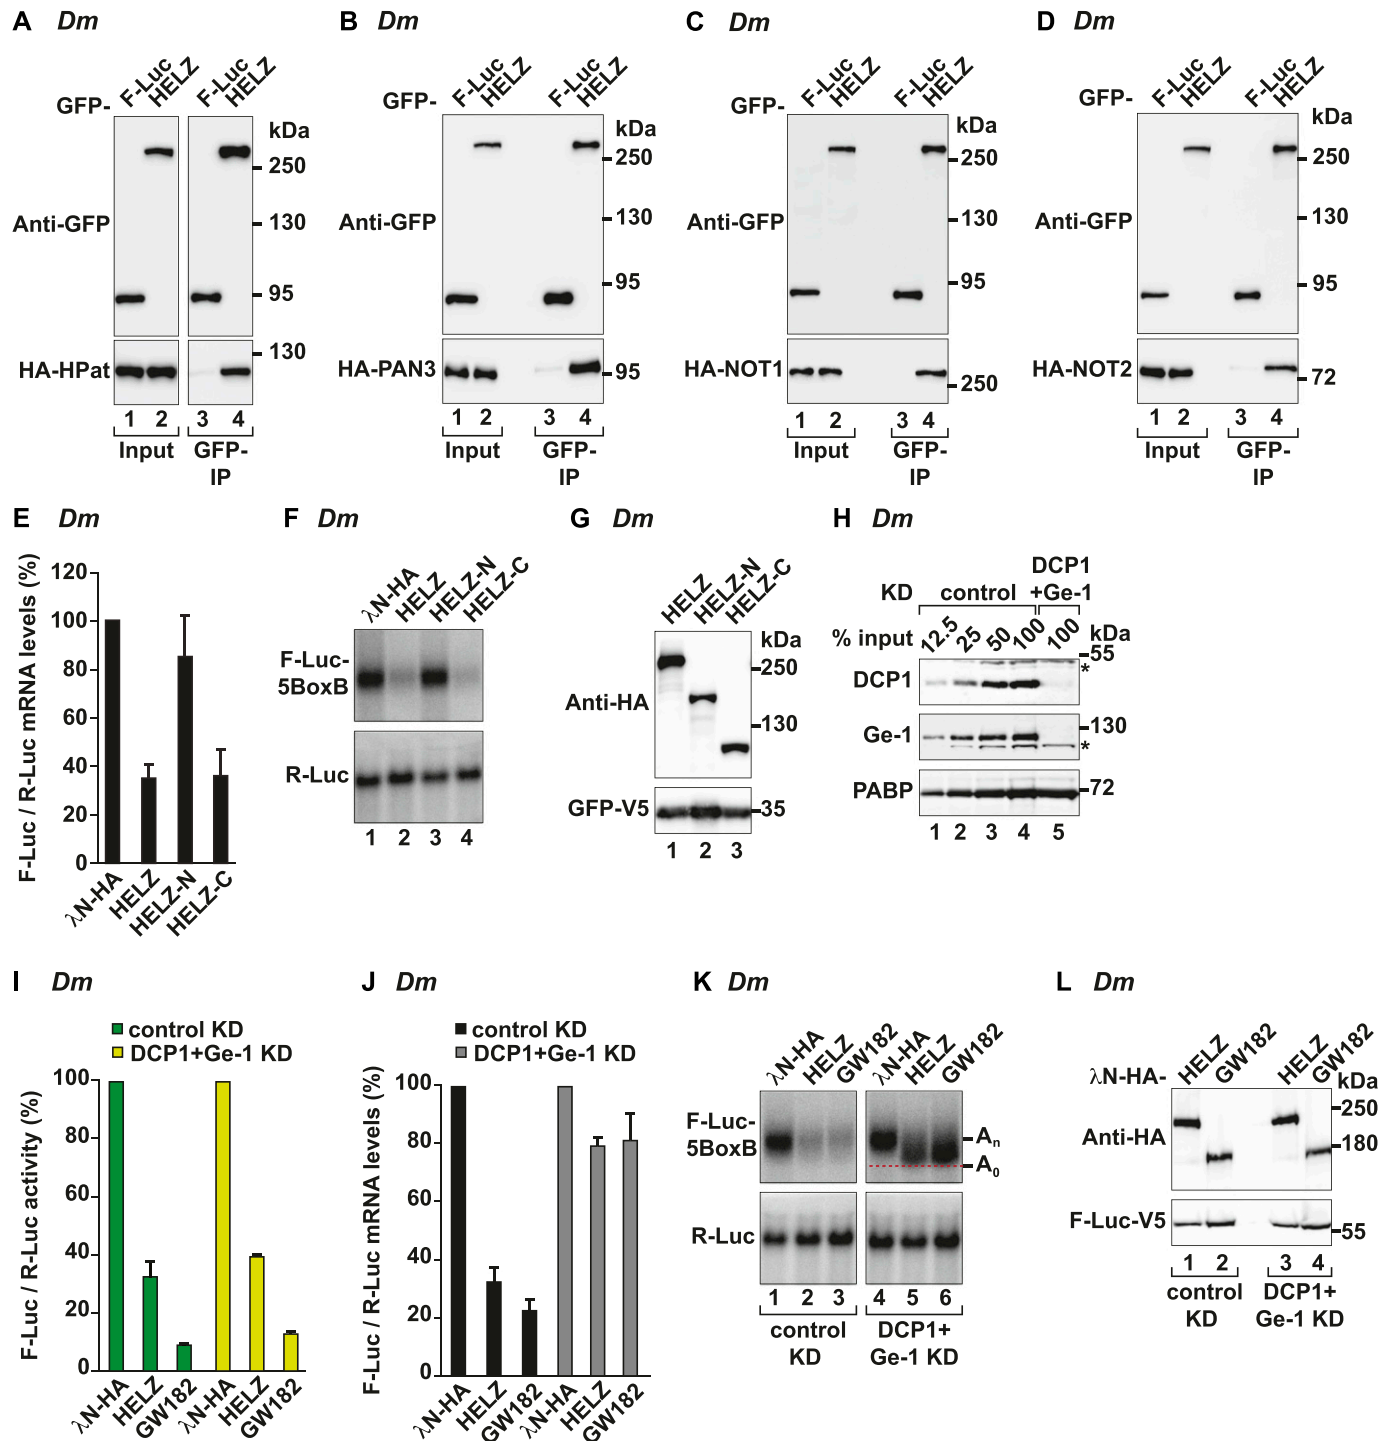 A Dm
GFP- F-Luc HELZ F-Luc HELZ
kDa
250
Anti-GFP 130
95
130
HA-HPat
1 2 3 4
Input GFP-IP
B Dm
GFP- F-Luc HELZ F-Luc HELZ
kDa
250
Anti-GFP 130
95
HA-PAN3 95
1 2 3 4
Input GFP-IP
C Dm
GFP- F-Luc HELZ F-Luc HELZ
kDa
250
Anti-GFP 130
95
HA-NOT1 250
1 2 3 4
Input GFP-IP
D Dm
GFP- F-Luc HELZ F-Luc HELZ
kDa
250
Anti-GFP 130
95
HA-NOT2 72
1 2 3 4
Input GFP-IP
E Dm
F-Luc / R-Luc mRNA levels (%)
120
100
80
60
40
20
0
λN-HA HELZ HELZ-N HELZ-C
F Dm
λN-HA HELZ HELZ-N HELZ-C
F-Luc-
5BoxB
R-Luc
1 2 3 4
G Dm
HELZ HELZ-N HELZ-C
kDa
250
Anti-HA
130
GFP-V5 35
1 2 3
H Dm
DCP1
KD control +Ge-1
% input 12.5 25 50 100 100 kDa
55
*
DCP1
130
Ge-1
*
PABP 72
1 2 3 4 5
I Dm
control KD
DCP1+Ge-1 KD
F-Luc / R-Luc activity (%)
100
80
60
40
20
0
λN-HA HELZ GW182 λN-HA HELZ GW182
J Dm
control KD
DCP1+Ge-1 KD
F-Luc / R-Luc mRNA levels (%)
100
80
60
40
20
0
λN-HA HELZ GW182 λN-HA HELZ GW182
K Dm
λN-HA HELZ GW182 λN-HA HELZ GW182
F-Luc-
5BoxB
An
A0
R-Luc
1 2 3 4 5 6
control KD
DCP1+
Ge-1 KD
L Dm
λN-HA- HELZ GW182 HELZ GW182
kDa
250
Anti-HA 180
F-Luc-V5 55
1 2 3 4
control KD
DCP1+
Ge-1 KD